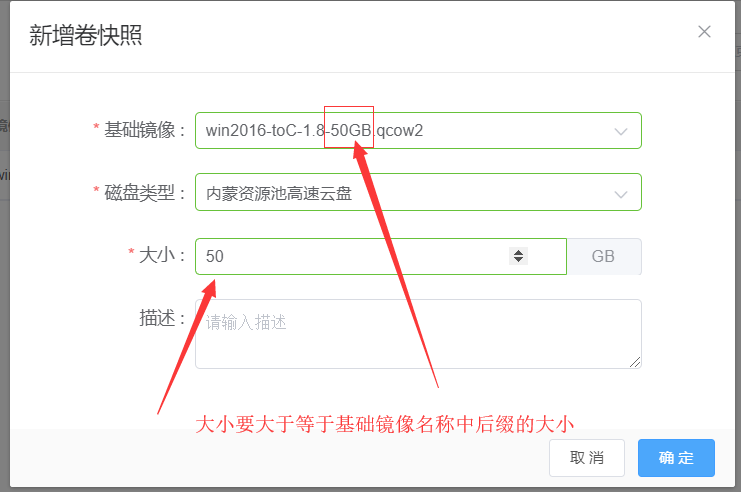 新增卷快照
* 基础镜像： win2016-toC-1.8-50GB.qcow2
* 磁盘类型： 内蒙资源池高速云盘
* 大小： 50 GB
描述： 请输入描述
大小要大于等于基础镜像名称中后缀的大小
取 消 确 定